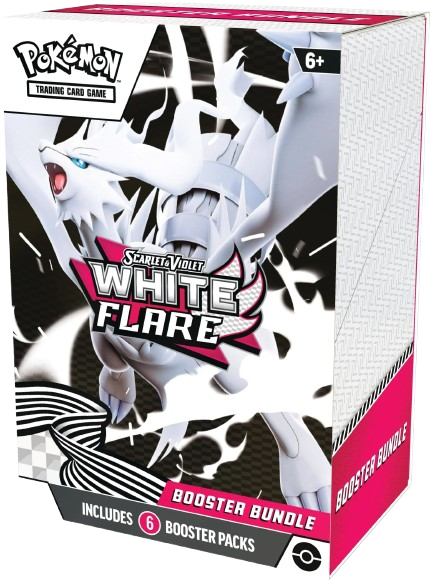 POKéMON
TRADING CARD GAME
6+
SCARLET & VIOLET
WHITE
FLARE
BOOSTER BUNDLE
INCLUDES 6 BOOSTER PACKS
BOOSTER BUNDLE